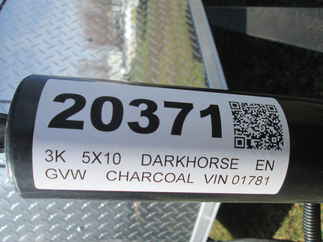 20371
3K 5X10 DARKHORSE EN
GVW CHARCOAL VIN 01781